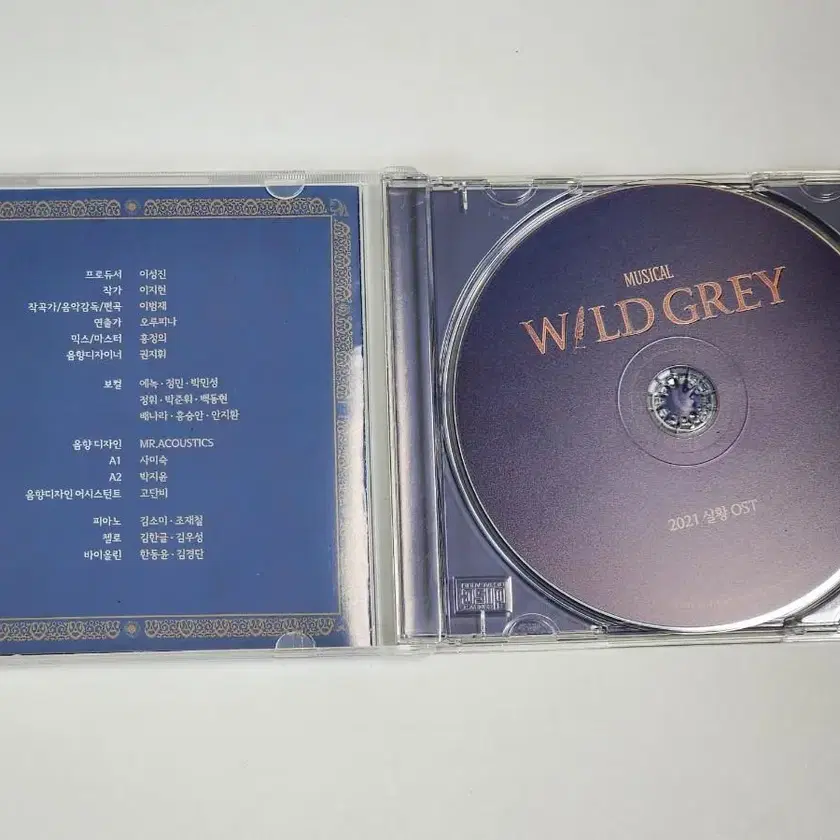 프로듀서 이성진
작가 이지현
작곡가/음악감독/편곡 이범재
연출가 오루피나
믹스/마스터 홍정의
음향디자이너 권지휘
보컬 에녹·정민·박민성
정휘·박준휘·백동현
배나라·홍승안·안지환
음향 디자인 MR.ACOUSTICS
A1 사미숙
A2 박지윤
음향디자인 어시스턴트 고단비
피아노 김소미·조재철
첼로 김한글·김우성
바이올린 한동윤·김경단
MUSICAL
WILD GREY
2021 실황 OST